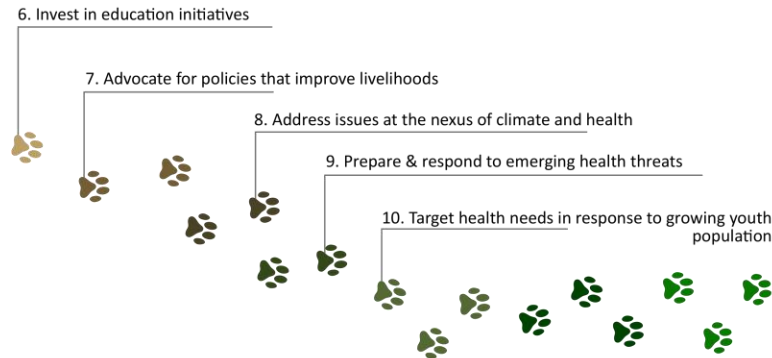 6. Invest in education initiatives
7. Advocate for policies that improve livelihoods
8. Address issues at the nexus of climate and health
9. Prepare & respond to emerging health threats
10. Target health needs in response to growing youth
population